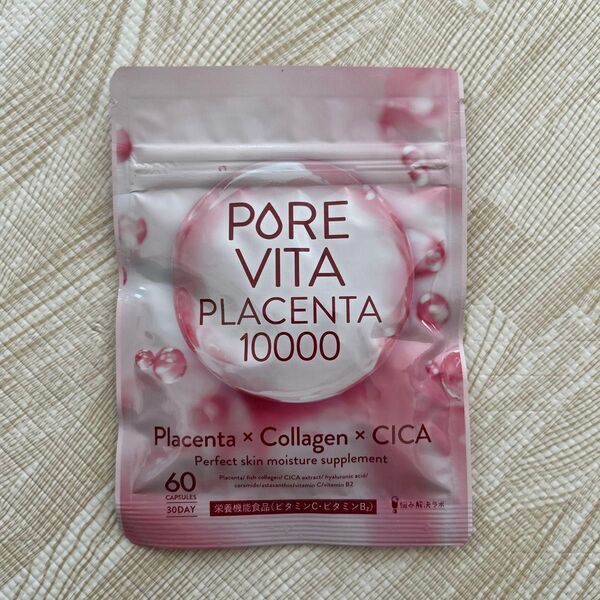 PORE
VITA
PLACENTA
10000
Placenta × Collagen × CICA
Perfect skin moisture supplement
Placenta/ fish collagen/ CICA extract/ hyaluronic acid/
ceramide/astaxanthin/vitamin C/vitamin B2
60
CAPSULES
30DAY
栄養機能食品(ビタミンC・ビタミンB₂)
悩み解決ラボ